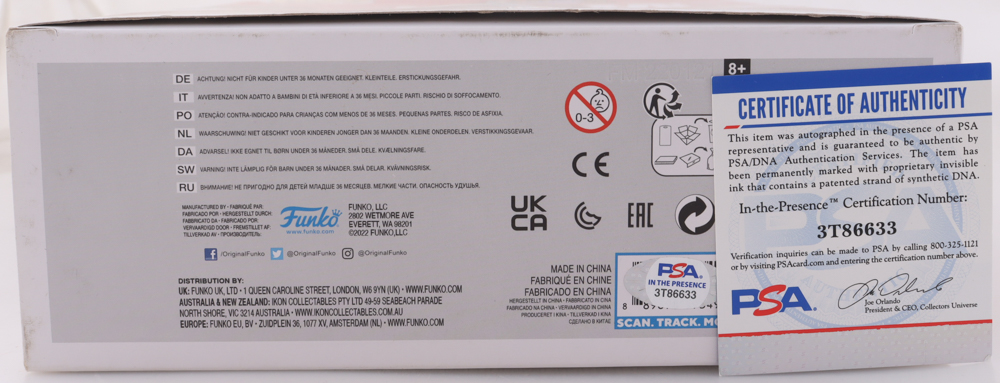 DE ACHTUNG! NICHT FÜR KINDER UNTER 36 MONATEN GEEIGNET. KLEINTEILE. ERSTICKUNGSGEFAHR.
IT AVVERTENZA! NON ADATTO A BAMBINI DI ETÀ INFERIORE A 36 MESI. PICCOLE PARTI. RISCHIO DI SOFFOCAMENTO.
PO ATENÇÃO! CONTRA-INDICADO PARA CRIANÇAS COM MENOS DE 36 MESES. PEQUENAS PARTES. RISCO DE ASFIXIA.
NL WAARSCHUWING! NIET GESCHIKT VOOR KINDEREN JONGER DAN 36 MAANDEN. KLEINE ONDERDELEN. VERSTIKKINGSGEVAAR.
DA ADVARSEL! IKKE EGNET TIL BØRN UNDER 36 MÅNEDER. SMÅ DELE. KVÆLNINGSFARE.
SW VARNING! INTE LÄMPLIG FÖR BARN UNDER 36 MÅNADER. SMÅ DELAR. KVÄVNINGSRISK.
RU ВНИМАНИЕ! НЕ ПРИГОДНО ДЛЯ ДЕТЕЙ МЛАДШЕ 36 МЕСЯЦЕВ. МЕЛКИЕ ЧАСТИ. ОПАСНОСТЬ УДУШЬЯ.
MANUFACTURED BY • FABRIQUÉ PAR:
FABRICADO POR • HERGESTELLT DURCH:
FABBRICATO DA • FABRICADO POR:
VERVAARDIGD DOOR • FREMSTILLET AF:
TILLVERKAD AV • ПРОИЗВОДИТЕЛЬ:
Funko
www.funko.com
FUNKO, LLC
2802 WETMORE AVE
EVERETT, WA 98201
©2022 FUNKO,LLC
/OriginalFunko @OriginalFunko @OriginalFunko
DISTRIBUTION BY:
UK: FUNKO UK, LTD • 1 QUEEN CAROLINE STREET, LONDON, W6 9YN (UK) • WWW.FUNKO.COM
AUSTRALIA & NEW ZEALAND: IKON COLLECTABLES PTY LTD 49-59 SEABEACH PARADE
NORTH SHORE, VIC 3214 AUSTRALIA • WWW.IKONCOLLECTABLES.COM.AU
EUROPE: FUNKO EU, BV • ZUIDPLEIN 36, 1077 XV, AMSTERDAM (NL) • WWW.FUNKO.COM
0-3
CE
UK
CA
EAC
8+
MADE IN CHINA
FABRIQUÉ EN CHINE
FABRICADO EN CHINA
HERGESTELLT IN CHINA • FABBRICATO IN CINA
FABRICADO NA CHINA • VERVAARDIGD IN CHINA
PRODUCERET I KINA • TILLVERKAD I KINA
СДЕЛАНО В КИТАЕ
PSA
IN THE PRESENCE
3T86633
SCAN. TRACK.
CERTIFICATE OF AUTHENTICITY
This item was autographed in the presence of a PSA
representative and is guaranteed to be authentic by
PSA/DNA Authentication Services. The item has
been permanently marked with proprietary invisible
ink that contains a patented strand of synthetic DNA.
In-the-Presence™ Certification Number:
3T86633
Verification inquiries can be made to PSA by calling 800-325-1121
or by visiting PSAcard.com and entering the certification number above.
PSA
Joe Orlando
President & CEO, Collectors Universe